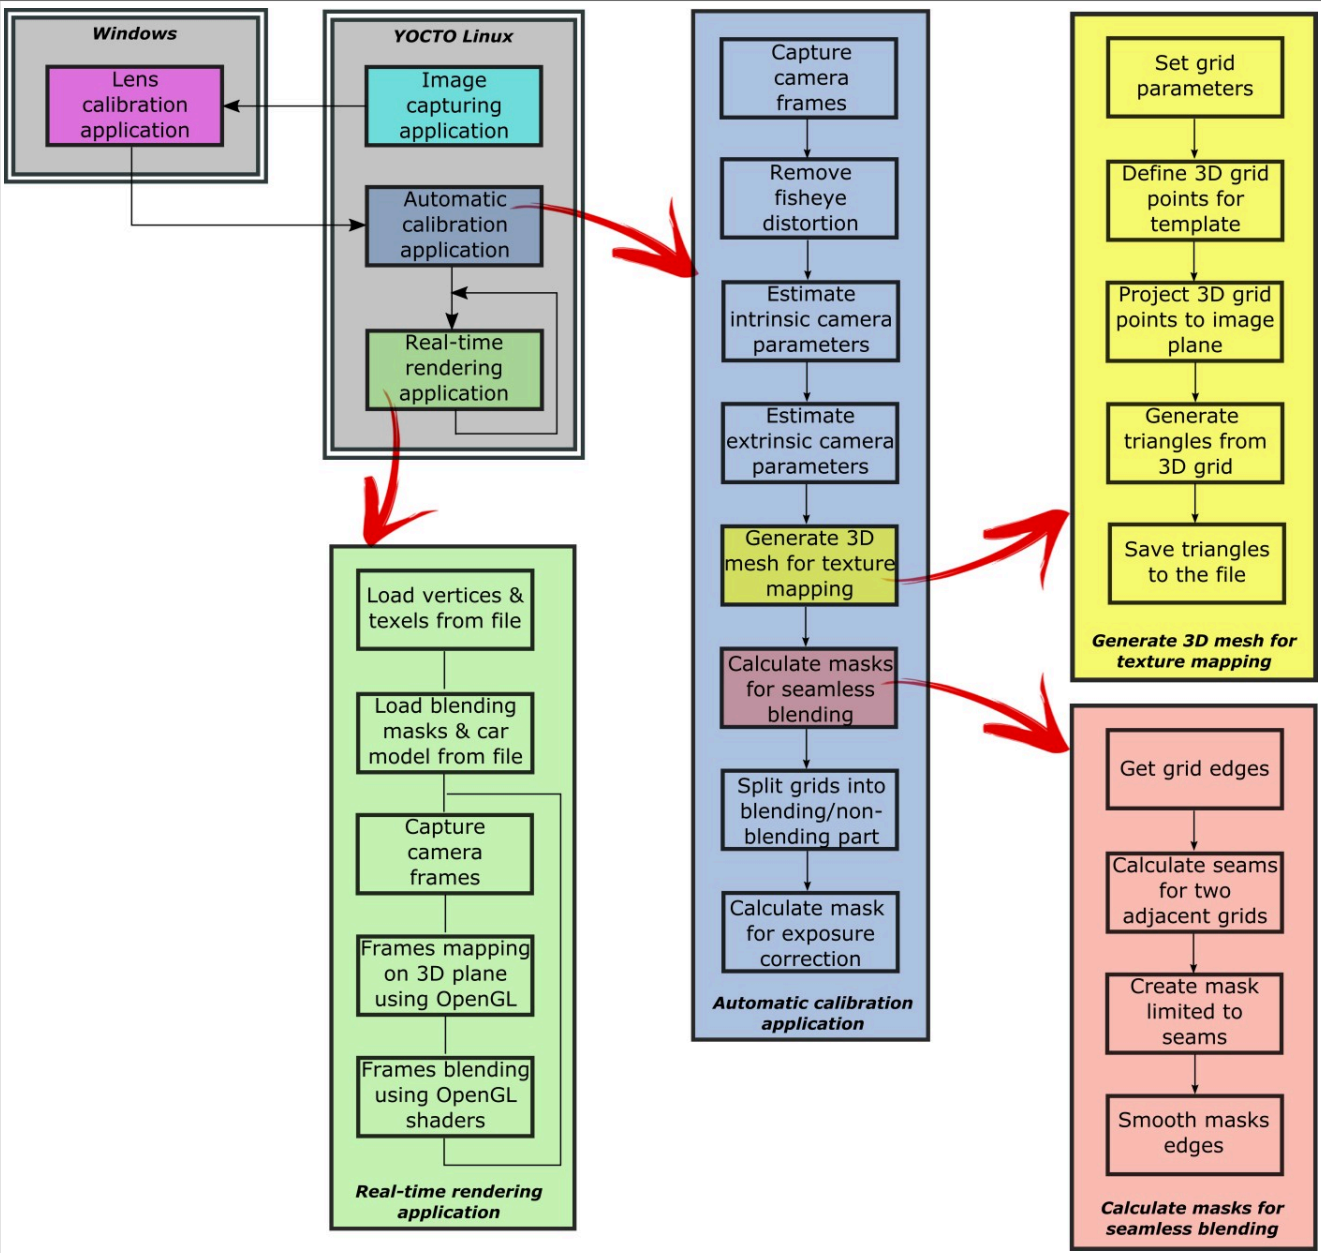 Windows
Lens
calibration
application
YOCTO Linux
Image
capturing
application
Automatic
calibration
application
Real-time
rendering
application
Load vertices &
texels from file
Load blending
masks & car
model from file
Capture
camera
frames
Frames mapping
on 3D plane
using OpenGL
Frames blending
using OpenGL
shaders
Real-time rendering
application
Capture
camera
frames
Remove
fisheye
distortion
Estimate
intrinsic camera
parameters
Estimate
extrinsic camera
parameters
Generate 3D
mesh for texture
mapping
Calculate masks
for seamless
blending
Split grids into
blending/non-
blending part
Calculate mask
for exposure
correction
Automatic calibration
application
Set grid
parameters
Define 3D grid
points for
template
Project 3D grid
points to image
plane
Generate
triangles from
3D grid
Save triangles
to the file
Generate 3D mesh for
texture mapping
Get grid edges
Calculate seams
for two
adjacent grids
Create mask
limited to
seams
Smooth masks
edges
Calculate masks for
seamless blending